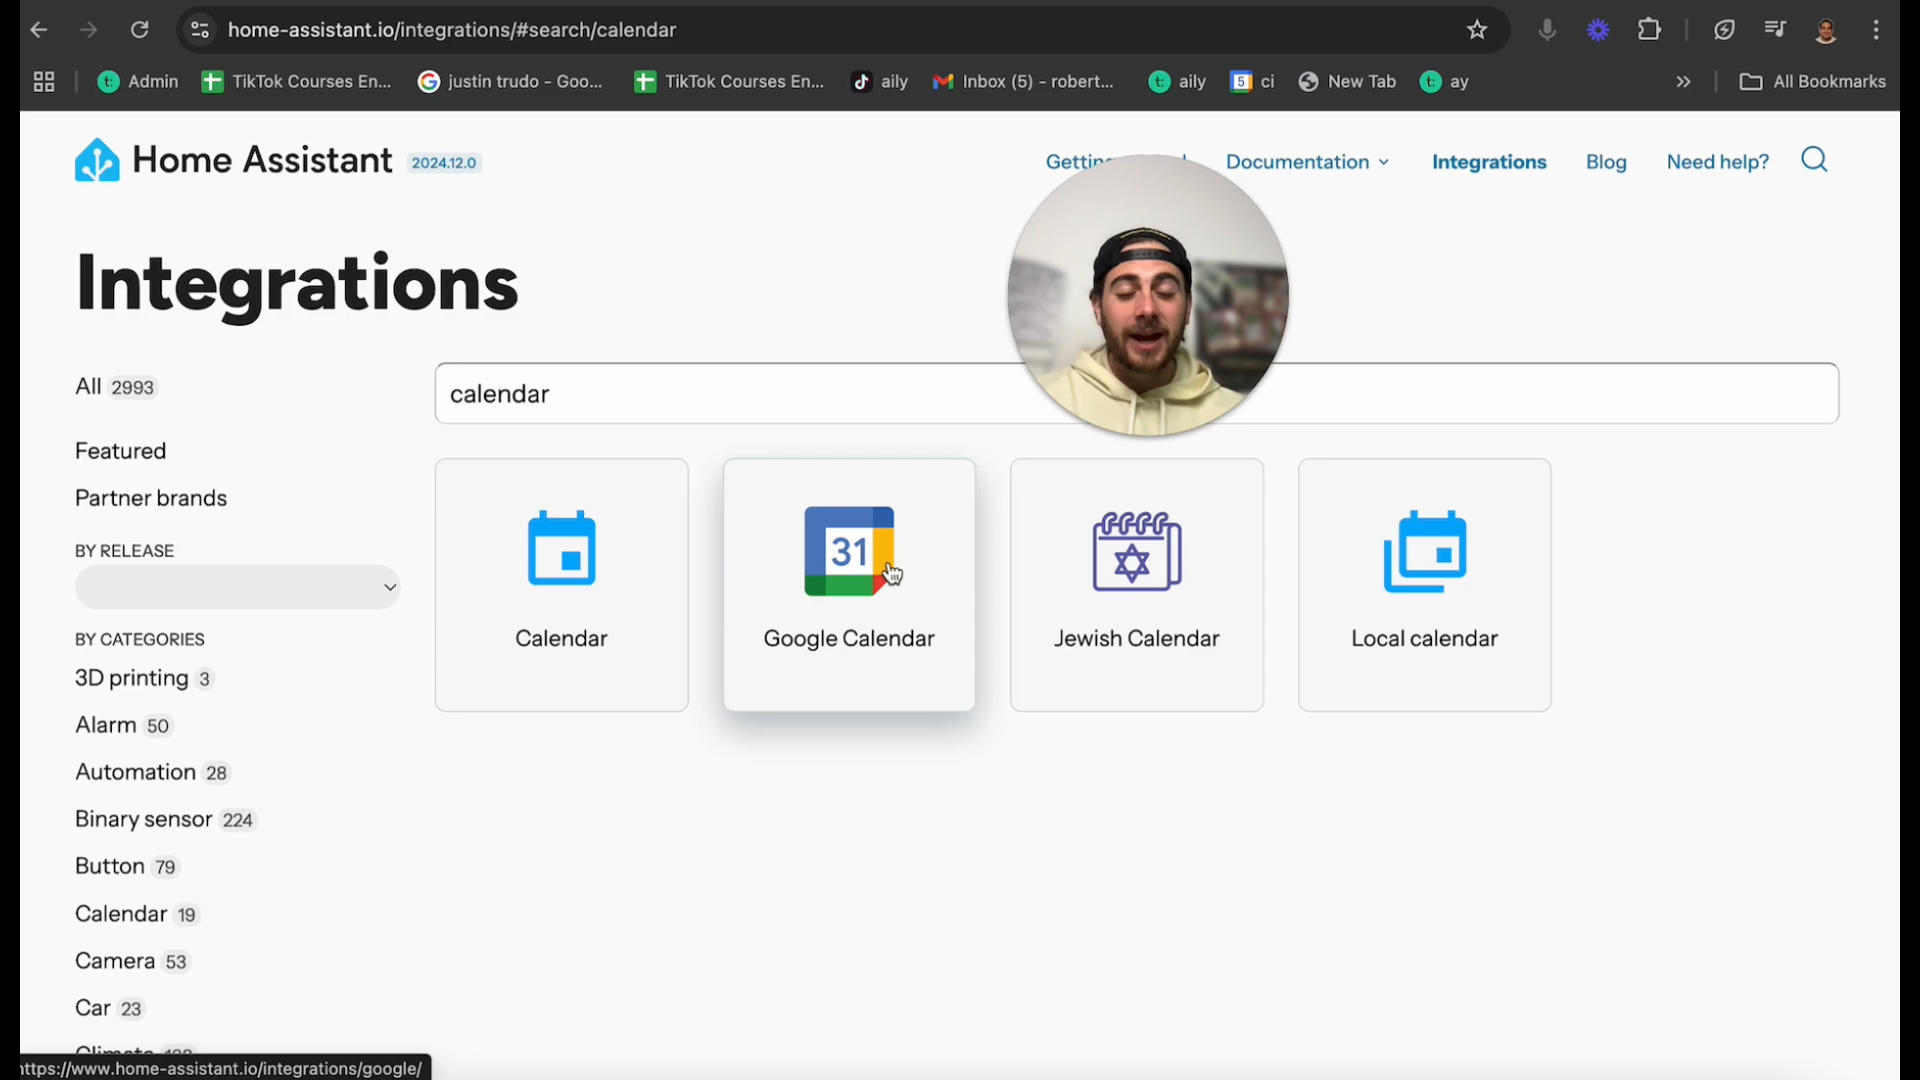 home-assistant.io/integrations/#search/calendar
Admin
TikTok Courses En...
justin trudo - Goo...
TikTok Courses En...
aily
Inbox (5) - robert...
aily
5 ci
New Tab
ay
All Bookmarks
Home Assistant 2024.12.0
Documentation
Integrations
Blog
Need help?
Integrations
All 2993
calendar
Featured
Partner brands
BY RELEASE
BY CATEGORIES
3D printing 3
Alarm 50
Automation 28
Binary sensor 224
Button 79
Calendar 19
Camera 53
Car 23
Calendar
31
Google Calendar
Jewish Calendar
Local calendar
ttps://www.home-assistant.io/integrations/google/